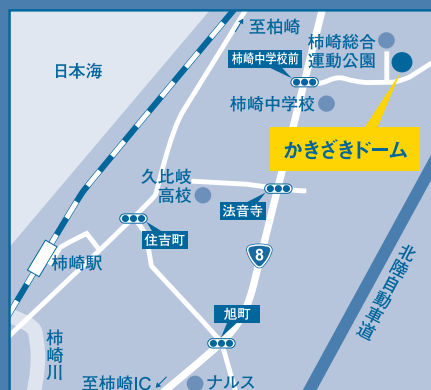 至柏崎
柿崎総合
運動公園
柿崎中学校前
日本海
柿崎中学校
かきざきドーム
久比岐
高校
法音寺
住吉町
8
柿崎駅
北陸自動車道
旭町
柿崎川
至柿崎IC
ナルス